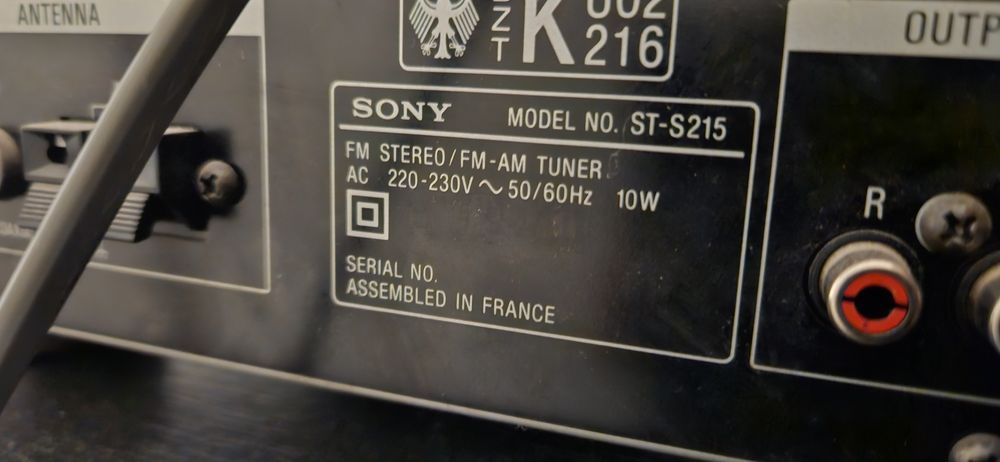 ANTENNA
ZZT
K
002
216
OUTP
SONY MODEL NO. ST-S215
FM STEREO/FM-AM TUNER
AC 220-230V ~ 50/60Hz 10W
SERIAL NO.
ASSEMBLED IN FRANCE
R